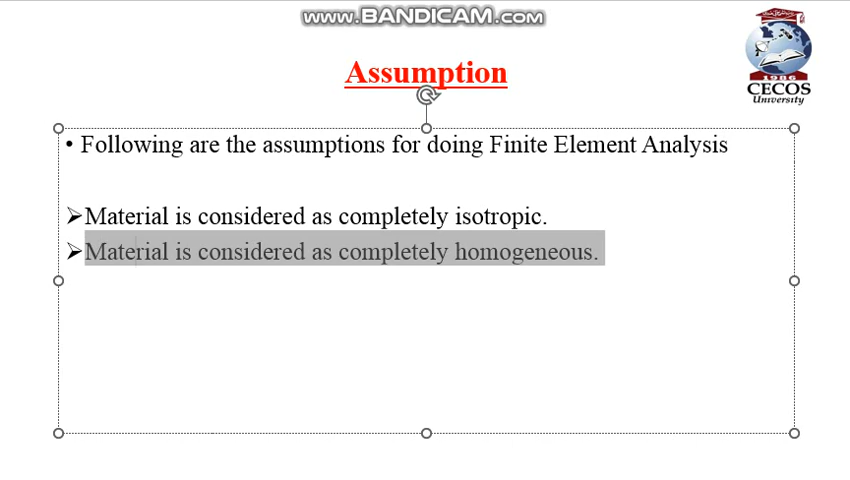 www.BANDICAM.com
Assumption
1986
CECOS
University
• Following are the assumptions for doing Finite Element Analysis
➢Material is considered as completely isotropic.
➢Material is considered as completely homogeneous.